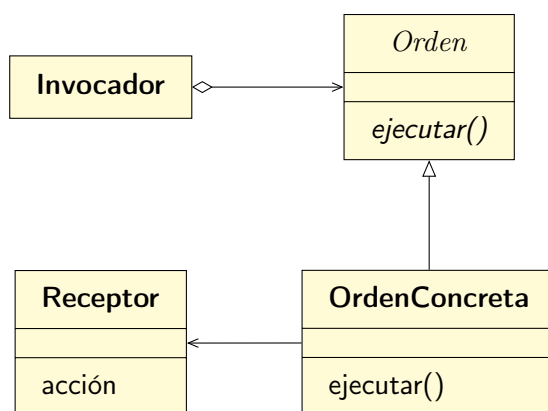 Orden
Invocador
ejecutar()
Receptor
OrdenConcreta
acción
ejecutar()